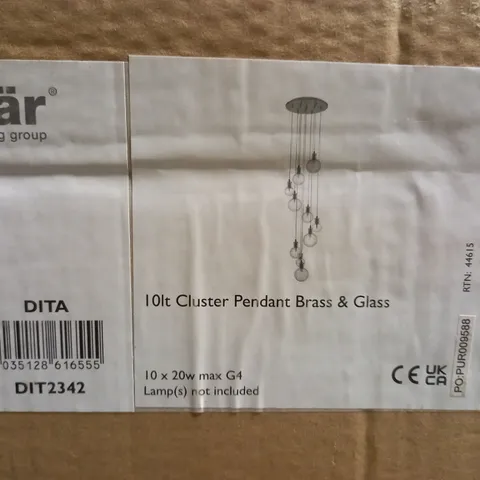 är®
g group
DITA
035128 616555
DIT2342
10lt Cluster Pendant Brass & Glass
10 x 20w max G4
Lamp(s) not included
CE UK CA
PO:PUR009588
RTN: 44615